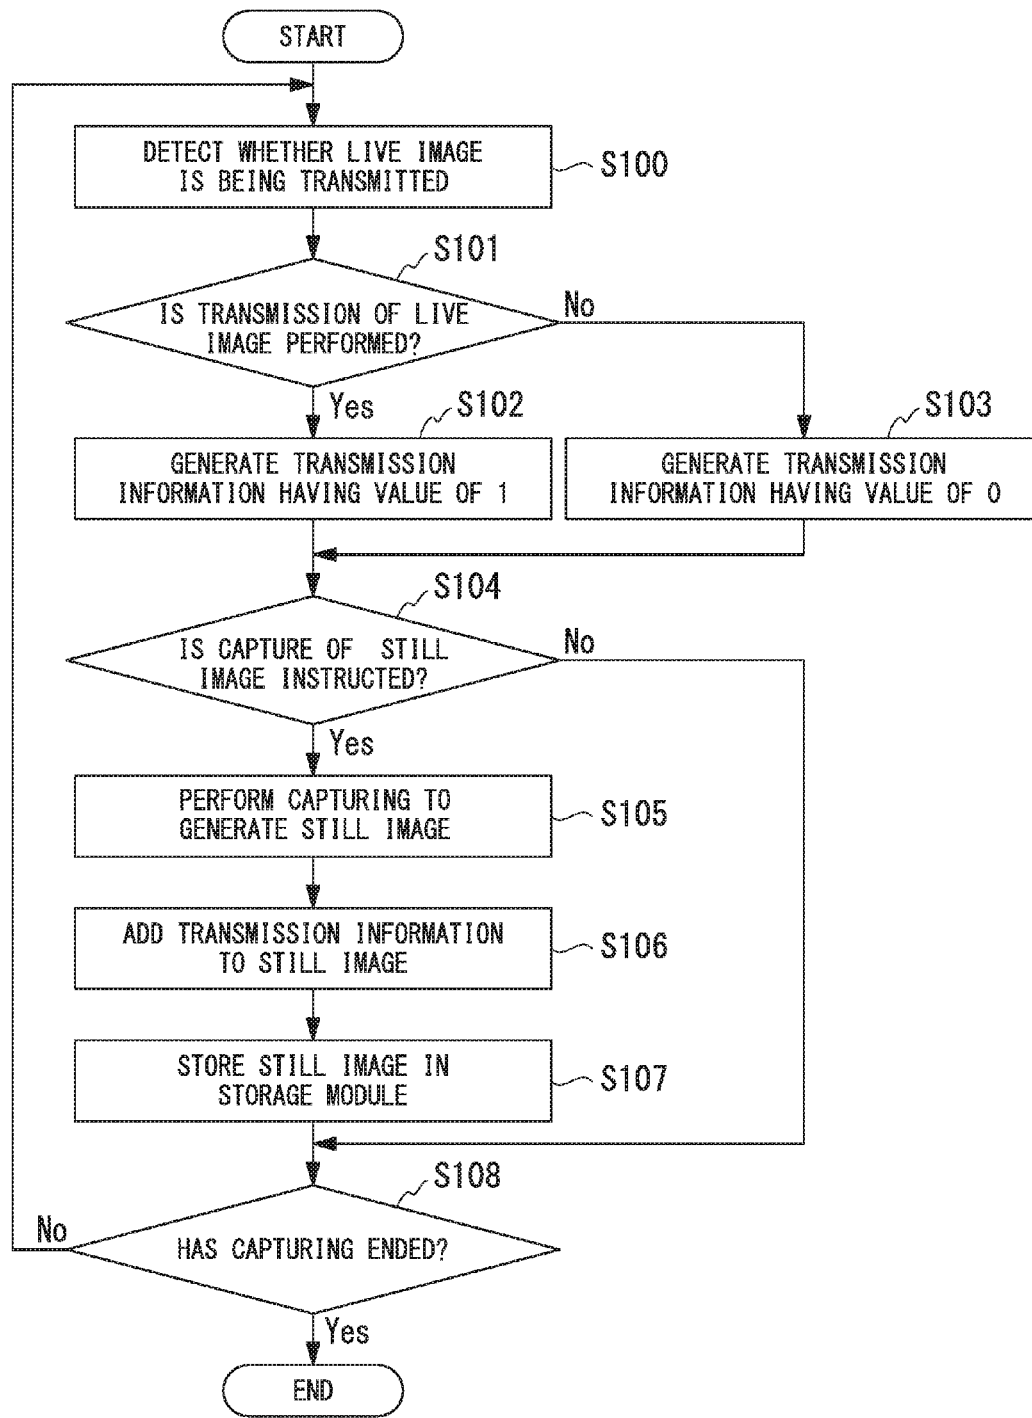 START
DETECT WHETHER LIVE IMAGE
IS BEING TRANSMITTED
S100
S101
IS TRANSMISSION OF LIVE
IMAGE PERFORMED?
No
Yes
S102
GENERATE TRANSMISSION
INFORMATION HAVING VALUE OF 1
S103
GENERATE TRANSMISSION
INFORMATION HAVING VALUE OF 0
S104
IS CAPTURE OF STILL
IMAGE INSTRUCTED?
No
Yes
PERFORM CAPTURING TO
GENERATE STILL IMAGE
S105
ADD TRANSMISSION INFORMATION
TO STILL IMAGE
S106
STORE STILL IMAGE IN
STORAGE MODULE
S107
S108
HAS CAPTURING ENDED?
No
Yes
END